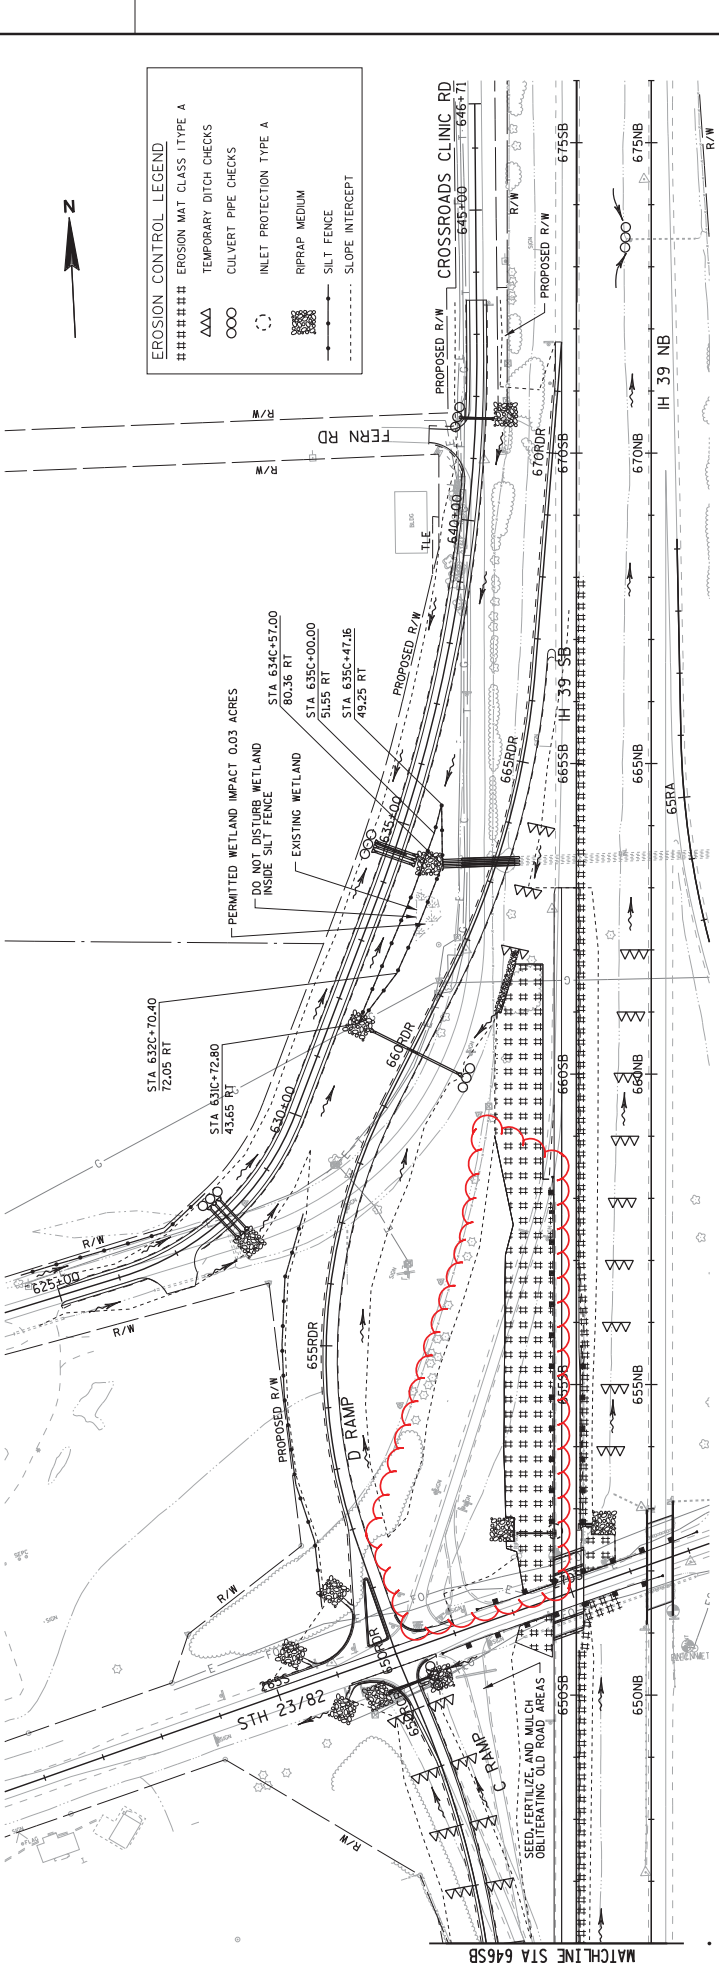 EROSION CONTROL LEGEND
EROSION MAT CLASS I TYPE A
TEMPORARY DITCH CHECKS
CULVERT PIPE CHECKS
INLET PROTECTION TYPE A
RIPRAP MEDIUM
SILT FENCE
SLOPE INTERCEPT
N
CROSSROADS CLINIC RD
646+71
645+00
R/W
PROPOSED R/W
PROPOSED R/W
675SB
675NB
R/W
IH 39 NB
R/W
FERN RD
R/W
670RDR
670SB
670NB
BLDG
TLE
640+00
PROPOSED R/W
STA 634C+57.00
80.36 RT
STA 635C+00.00
51.55 RT
STA 635C+47.16
49.25 RT
IH 39 SB
PERMITTED WETLAND IMPACT 0.03 ACRES
DO NOT DISTURB WETLAND
INSIDE SILT FENCE
EXISTING WETLAND
635+00
665RDR
665SB
665NB
65RA
STA 632C+70.40
72.05 RT
STA 631C+72.80
43.65 RT
630+00
660RDR
660SB
660NB
G
R/W
625+00
R/W
655RDR
PROPOSED R/W
D RAMP
655SB
655NB
R/W
650RDR
STH 23/82
C RAMP
SEED, FERTILIZE, AND MULCH
OBLITERATING OLD ROAD AREAS
650SB
650NB
R/W
SIGN
FLAG
MATCHLINE STA 646SB